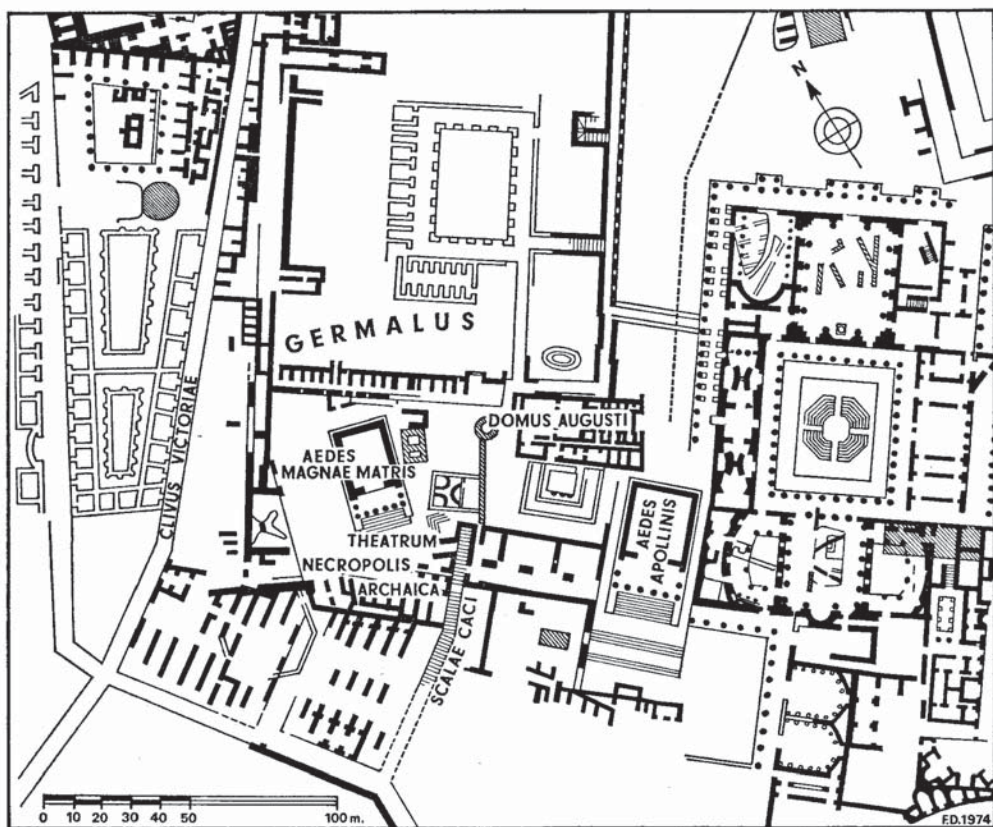 N
GERMALUS
CLIVUS VICTORIAE
DOMUS AUGUSTI
AEDES
MAGNAE MATRIS
AEDES
APOLLINIS
THEATRUM
NECROPOLIS
ARCHAICA
SCALAE CACI
0 10 20 30 40 50 100 m.
F.D.1974